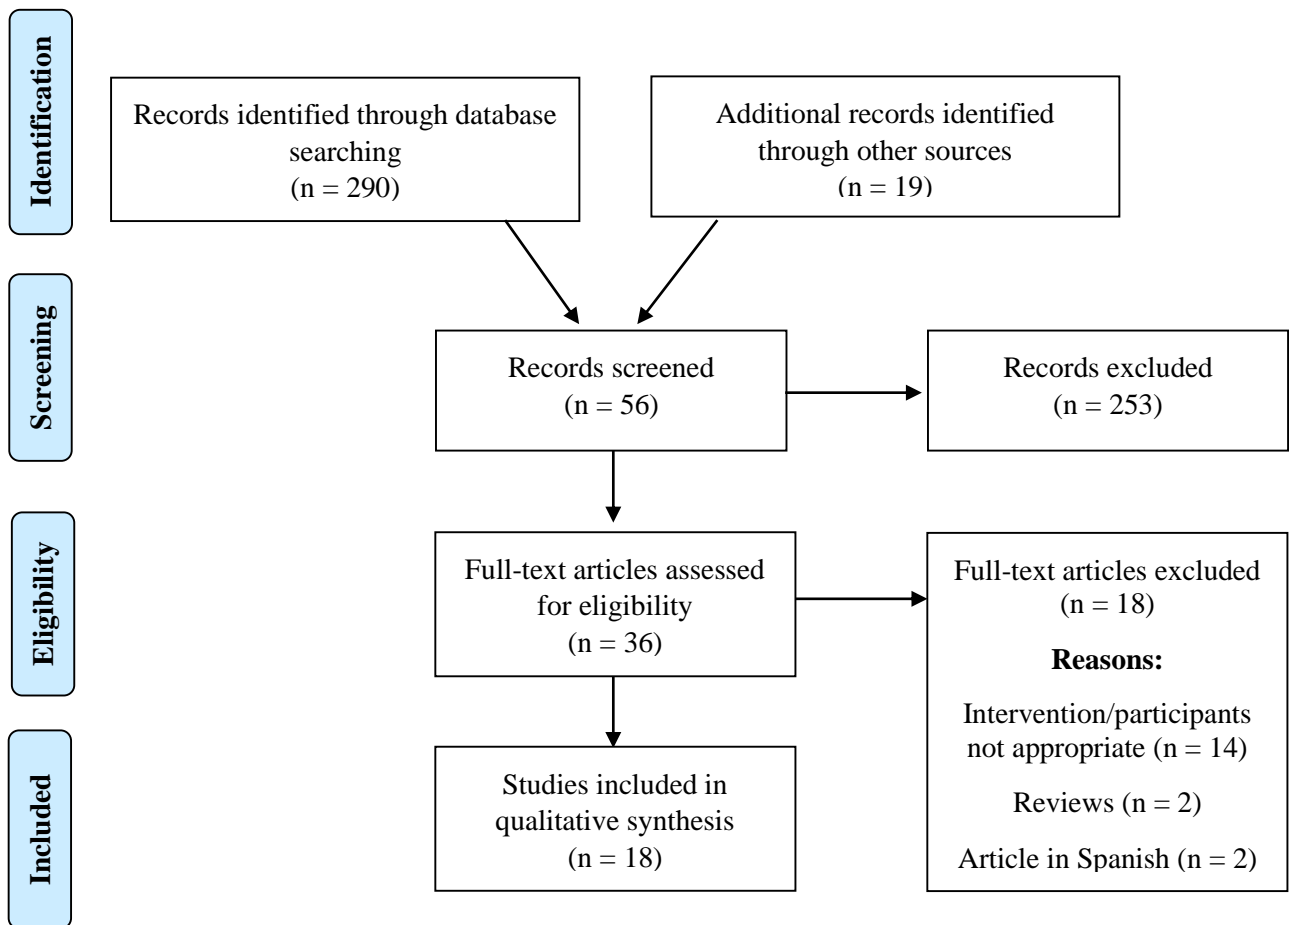 Identification
Records identified through database
searching
(n = 290)
Additional records identified
through other sources
(n = 19)
Screening
Records screened
(n = 56)
Records excluded
(n = 253)
Eligibility
Full-text articles assessed
for eligibility
(n = 36)
Full-text articles excluded
(n = 18)
Reasons:
Intervention/participants
not appropriate (n = 14)
Reviews (n = 2)
Article in Spanish (n = 2)
Included
Studies included in
qualitative synthesis
(n = 18)